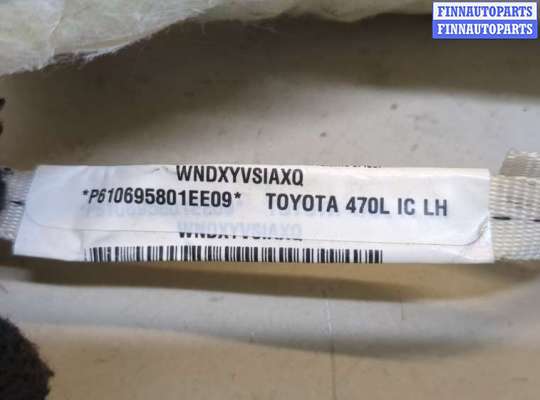 FINNAUTOPARTS
FINNAUTOPARTS
WNDXYVSIAXQ
*P610695801EE09* TOYOTA 470L IC LH
WNDXYVSIAXQ